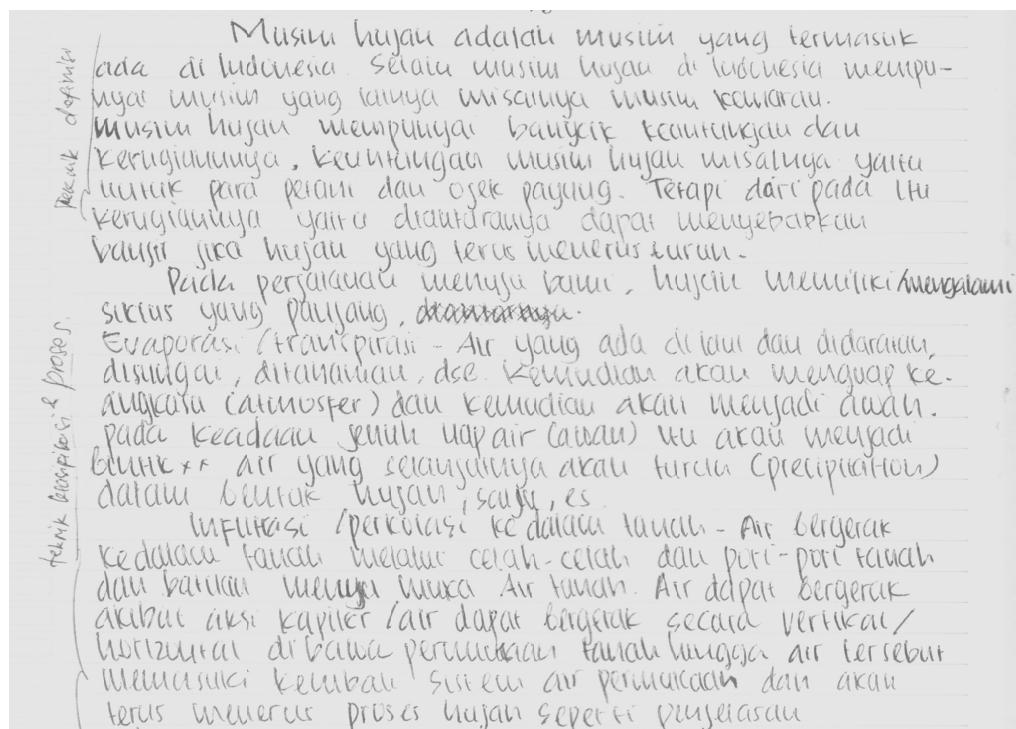 Musim hujan adalah musim yang termasuk
ada di Indonesia. Selain musim hujan di Indonesia mempu-
nyai musim yang lainya misalnya musim kemarau.
Musim hujan mempunyai banyak keuntungan dan
kerugiannya, keuntungan musim hujan misalnya yaitu
untuk para petani dan ojek payung. Tetapi dari pada itu
kerugiannya yaitu diantaranya dapat menyebabkan
banjir jika hujan yang terus menerus turun.
Pada perjalanan menuju bumi, hujan memiliki/mengalami
siklus yang panjang,
Evaporasi/transpirasi - Air yang ada di laut dan didaratan,
disungai, ditanaman, dse. Kemudian akan menguap ke-
angkasa (atmosfer) dan kemudian akan menjadi awan.
pada keadaan jenuh uap air (awan) itu akan menjadi
bintik** air yang selanjutnya akan turun (precipitation)
dalam bentuk hujan, salju, es
Infiltrasi/perkolasi ke dalam tanah - Air bergerak
kedalam tanah melalui celah-celah dan pori-pori tanah
dan batuan menuju muka Air tanah. Air dapat bergerak
akibat aksi kapiler/air dapat bergerak secara vertikal/
horizontal dibawa permukaan tanah hingga air tersebut
memasuki kembali sistem air permukaan dan akan
terus menerus proses hujan seperti penjelasan
teknik definisi
teknik klasifikasi & proses.